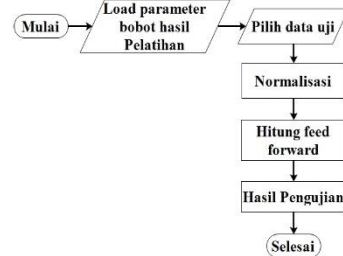 Mulai
Load parameter
bobot hasil
Pelatihan
Pilih data uji
Normalisasi
Hitung feed
forward
Hasil Pengujian
Selesai